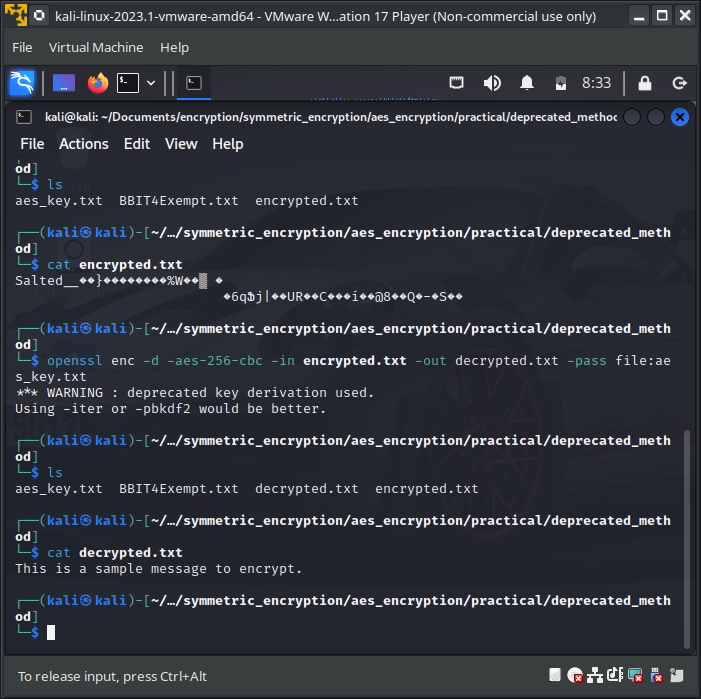 kali-linux-2023.1-vmware-amd64 - VMware W...ation 17 Player (Non-commercial use only)
File Virtual Machine Help
8:33
kali@kali: ~/Documents/encryption/symmetric_encryption/aes_encryption/practical/deprecated_method
File Actions Edit View Help
od]
└─$ ls
aes_key.txt BBIT4Exempt.txt encrypted.txt
┌──(kali㉿kali)-[~/…/symmetric_encryption/aes_encryption/practical/deprecated_meth
od]
└─$ cat encrypted.txt
Salted__��}��������%W��▒ �
��UR��C���i��@8��Q�-�S��
┌──(kali㉿kali)-[~/…/symmetric_encryption/aes_encryption/practical/deprecated_meth
od]
└─$ openssl enc -d -aes-256-cbc -in encrypted.txt -out decrypted.txt -pass file:ae
s_key.txt
*** WARNING : deprecated key derivation used.
Using -iter or -pbkdf2 would be better.
┌──(kali㉿kali)-[~/…/symmetric_encryption/aes_encryption/practical/deprecated_meth
od]
└─$ ls
aes_key.txt BBIT4Exempt.txt decrypted.txt encrypted.txt
┌──(kali㉿kali)-[~/…/symmetric_encryption/aes_encryption/practical/deprecated_meth
od]
└─$ cat decrypted.txt
This is a sample message to encrypt.
┌──(kali㉿kali)-[~/…/symmetric_encryption/aes_encryption/practical/deprecated_meth
od]
└─$
To release input, press Ctrl+Alt